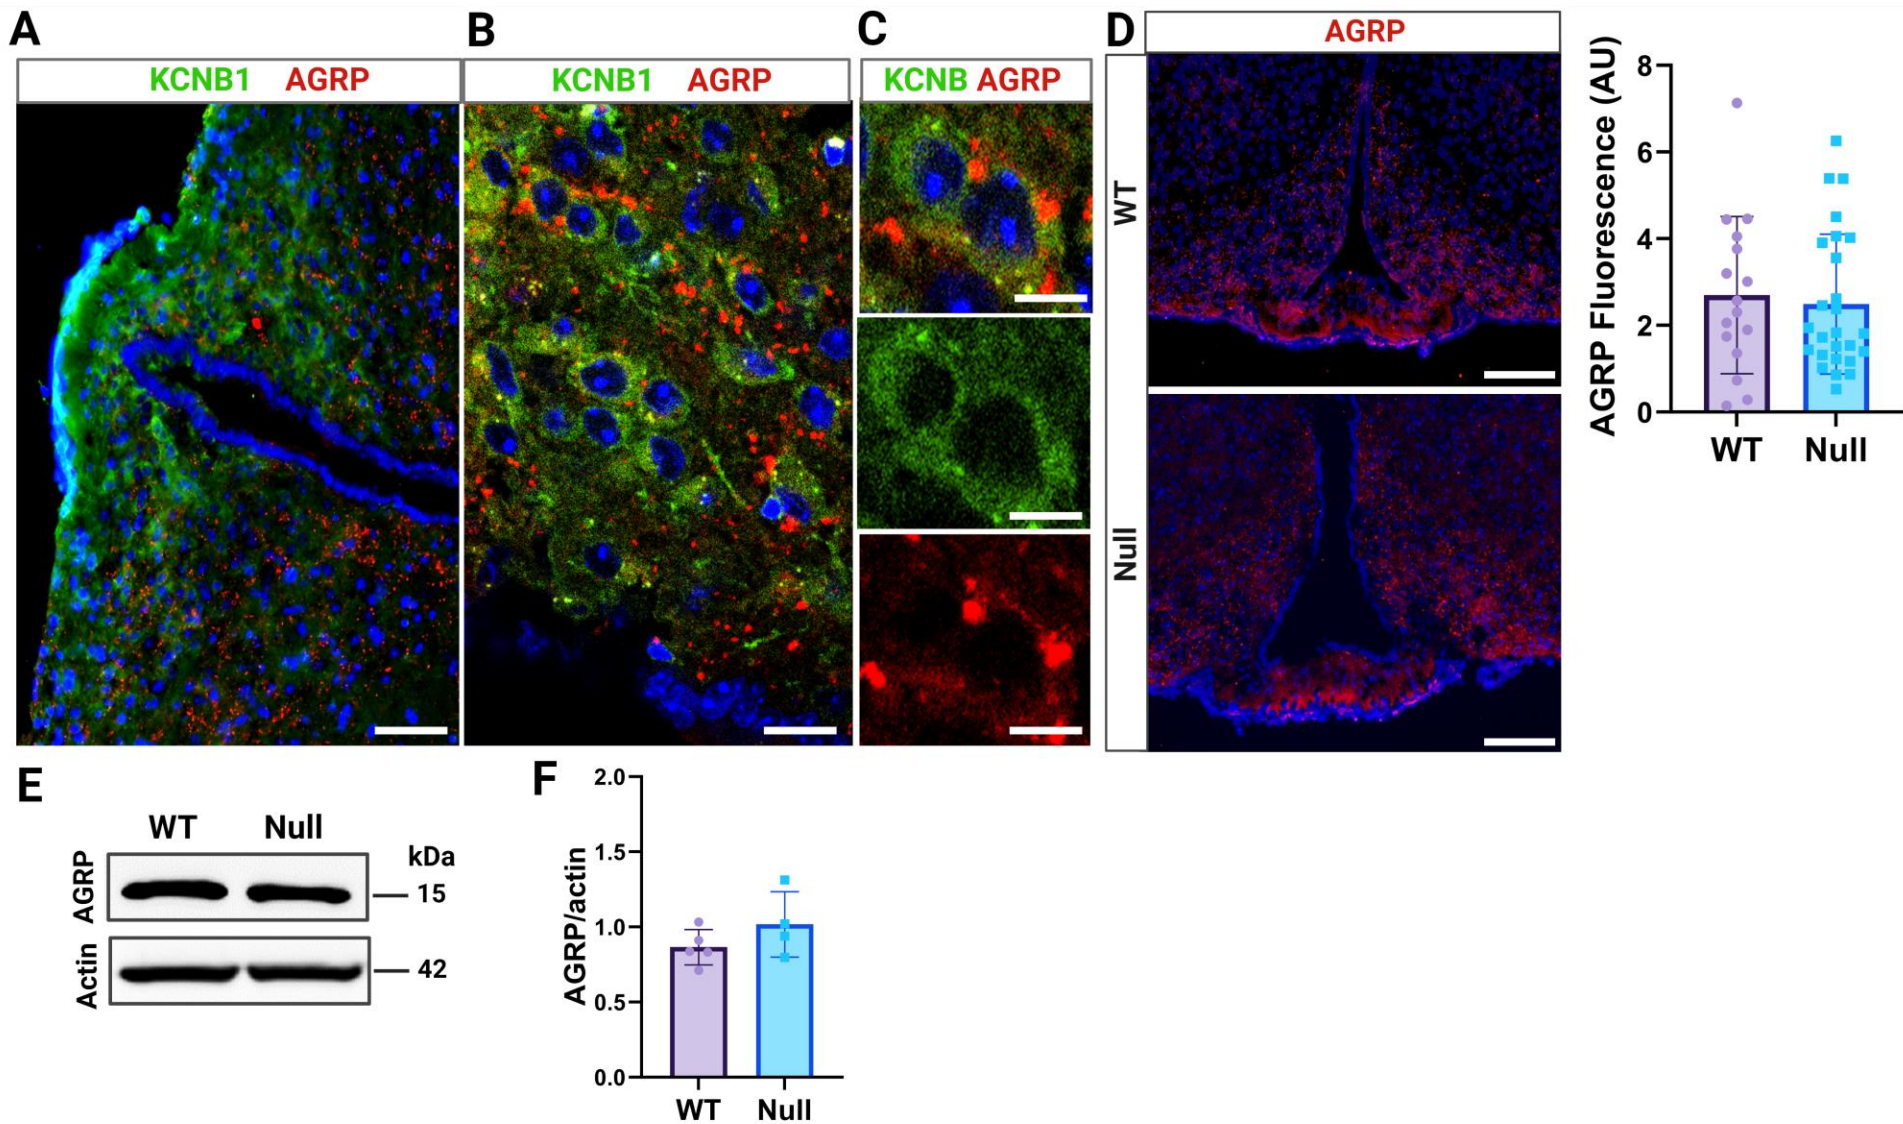 A
KCNB1 AGRP
B
KCNB1 AGRP
C
KCNB AGRP
D
AGRP
WT
Null
AGRP Fluorescence (AU)
8
6
4
2
0
WT Null
E
WT Null
kDa
AGRP
15
Actin
42
F
AGRP/actin
2.0
1.5
1.0
0.5
0.0
WT Null